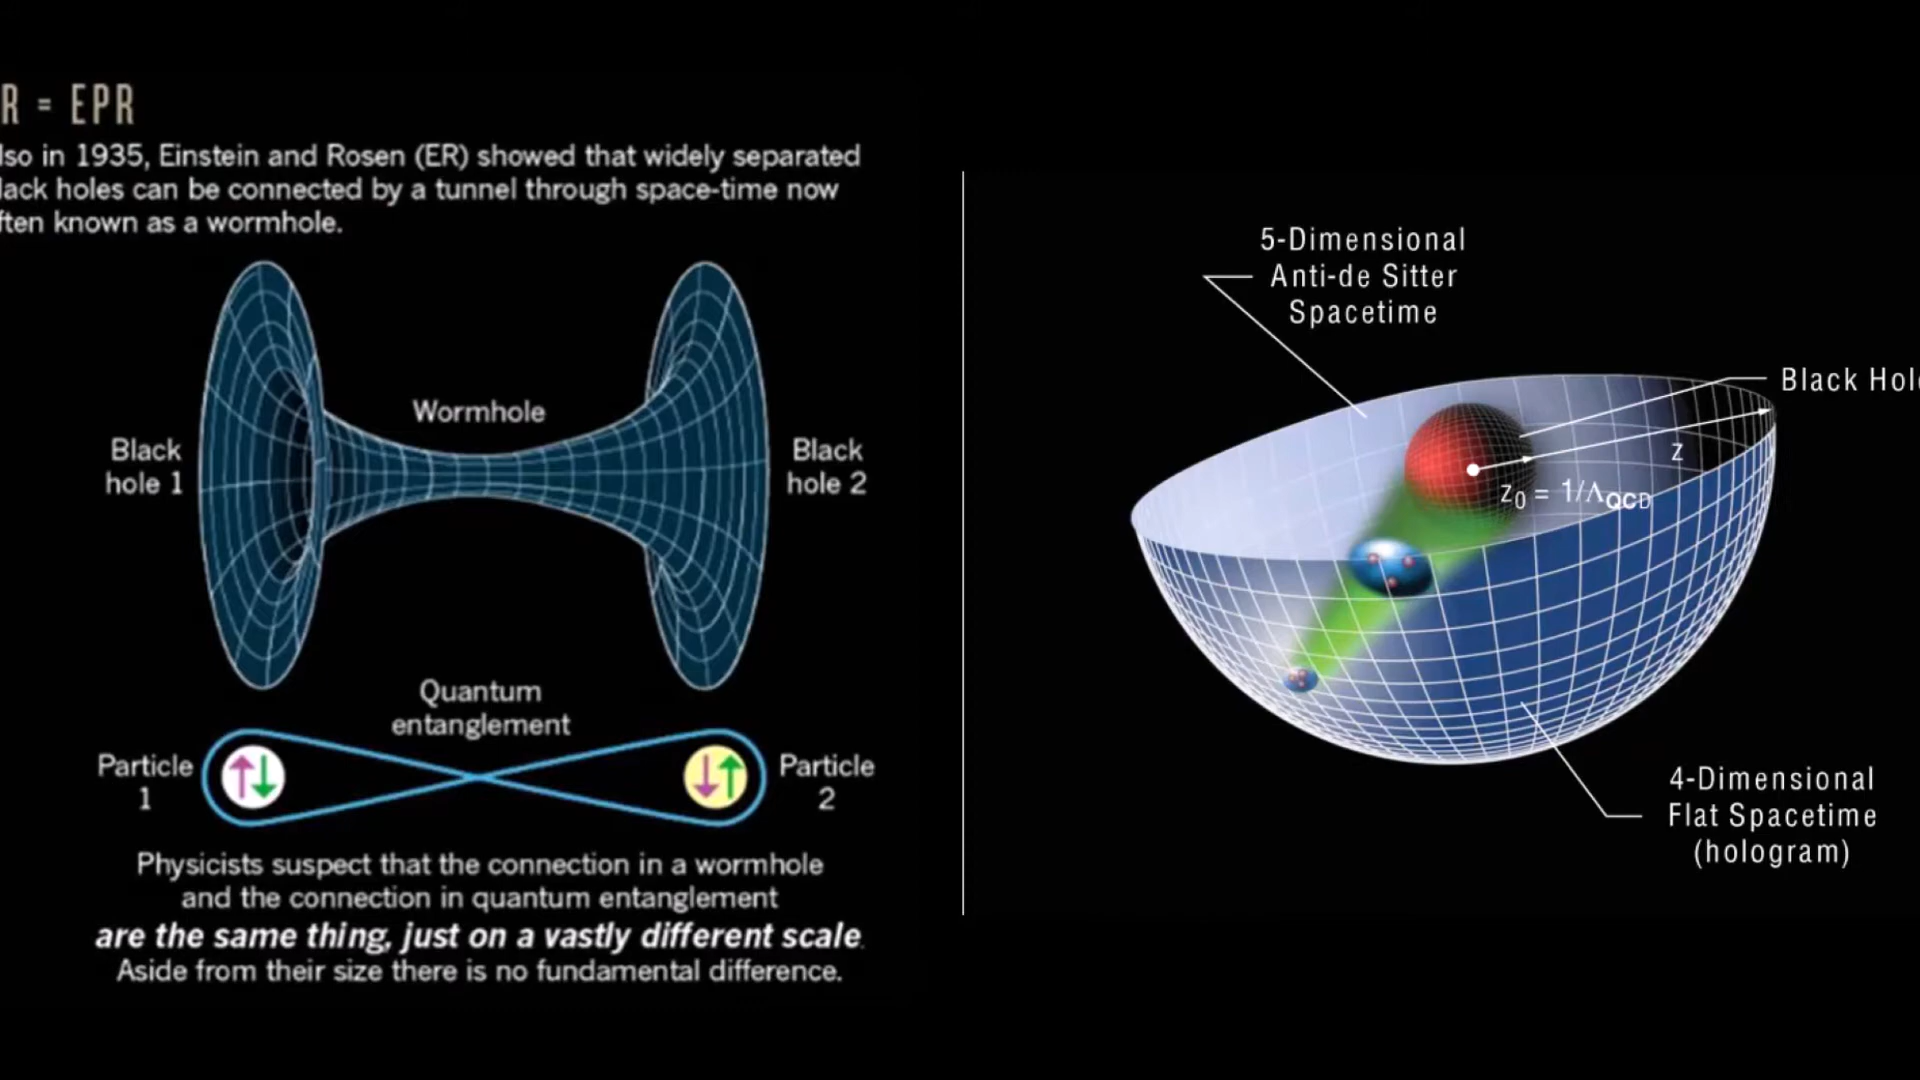 R = EPR
lso in 1935, Einstein and Rosen (ER) showed that widely separated
lack holes can be connected by a tunnel through space-time now
ften known as a wormhole.
Wormhole
Black
hole 1
Black
hole 2
Quantum
entanglement
Particle
1
Particle
2
Physicists suspect that the connection in a wormhole
and the connection in quantum entanglement
are the same thing, just on a vastly different scale.
Aside from their size there is no fundamental difference.
5-Dimensional
Anti-de Sitter
Spacetime
Black Hol
z
z₀ = 1/Λ_QCD
4-Dimensional
Flat Spacetime
(hologram)